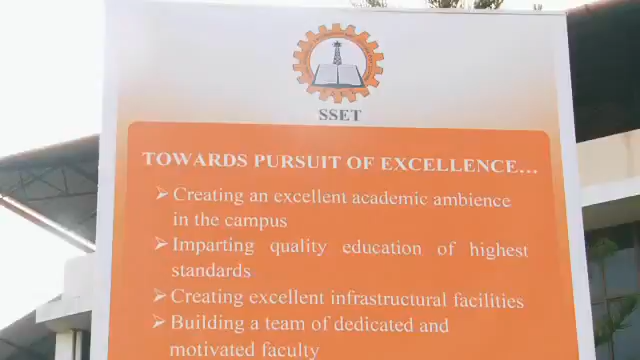 SSET
TOWARDS PURSUIT OF EXCELLENCE...
➢ Creating an excellent academic ambience
in the campus
➢ Imparting quality education of highest
standards
➢ Creating excellent infrastructural facilities
➢ Building a team of dedicated and
motivated faculty